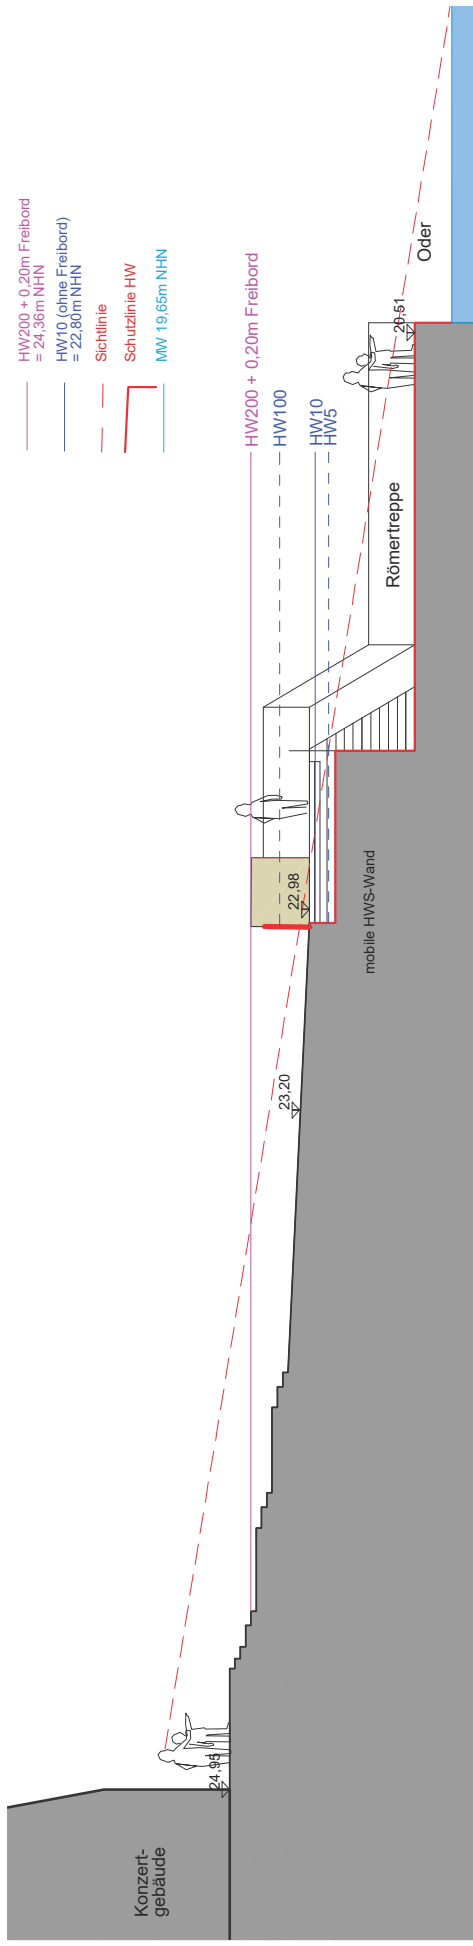 HW200 + 0,20m Freibord
= 24,36m NHN
HW10 (ohne Freibord)
= 22,80m NHN
Sichtlinie
Schutzlinie HW
MW 19,65m NHN
HW200 + 0,20m Freibord
HW100
HW10
HW5
Konzert-
gebäude
24,95
23,20
22,98
mobile HWS-Wand
Römertreppe
20,51
Oder